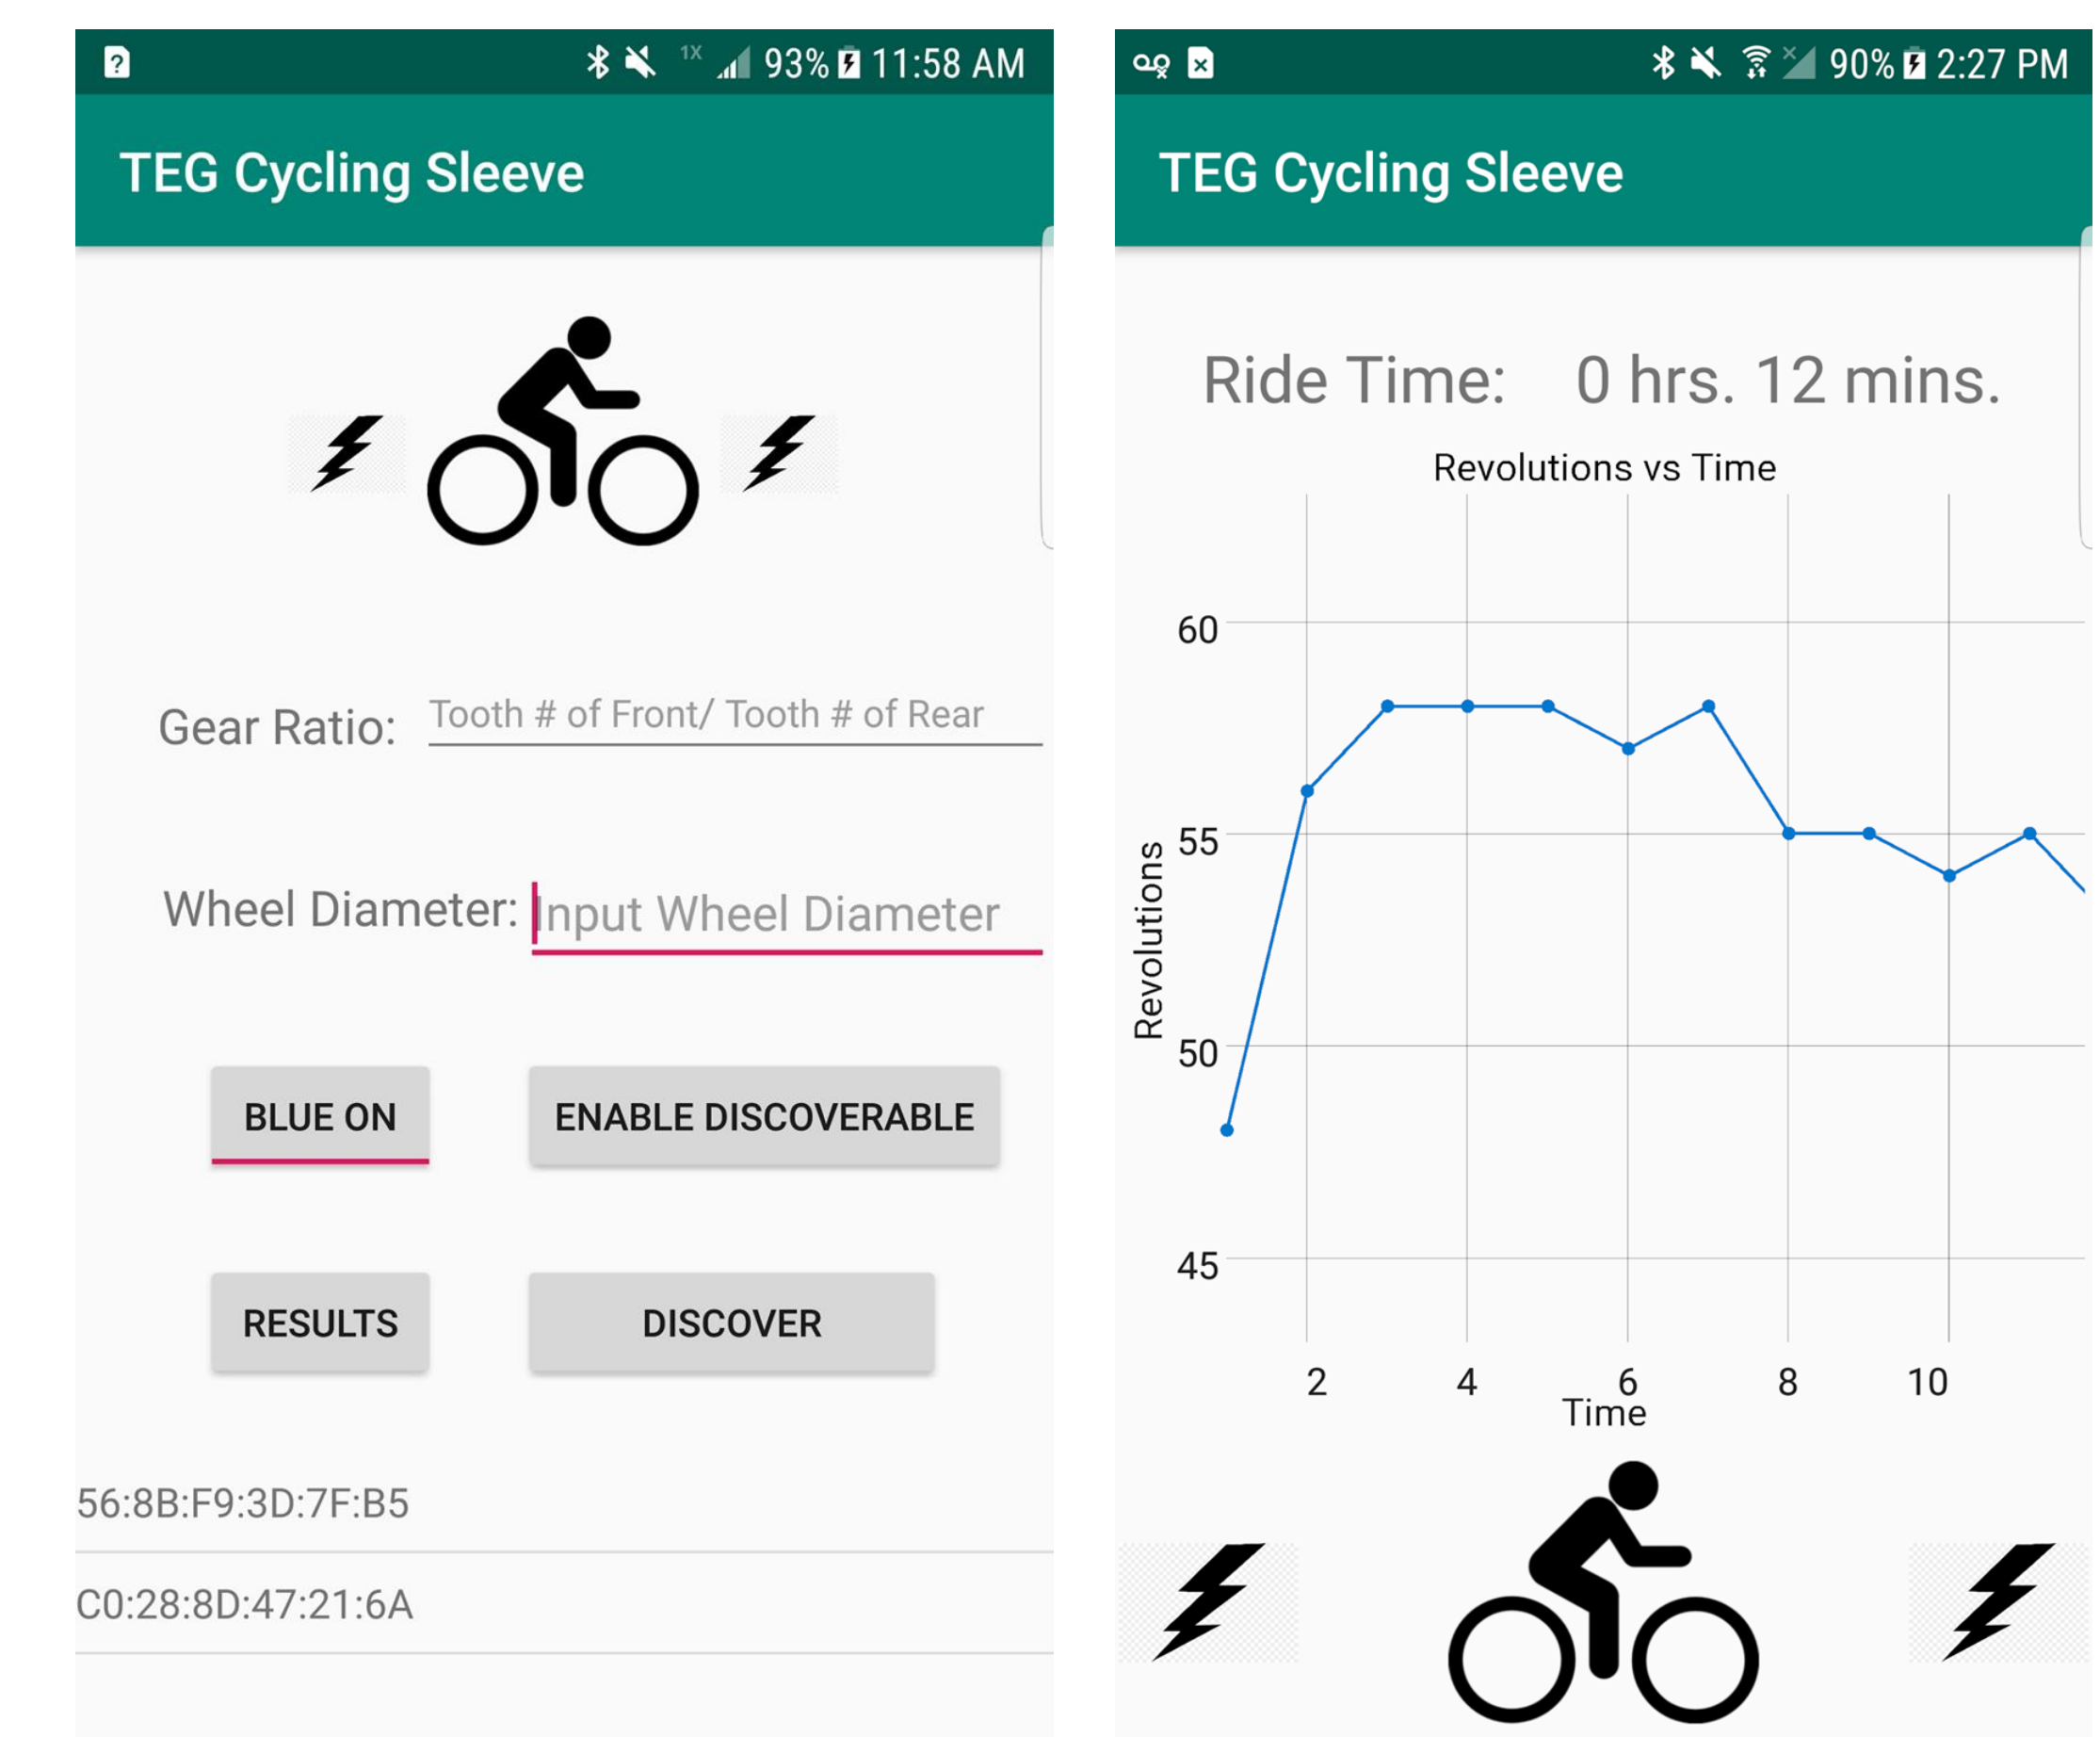 1X 93% 11:58 AM
TEG Cycling Sleeve
Gear Ratio: Tooth # of Front/ Tooth # of Rear
Wheel Diameter: Input Wheel Diameter
BLUE ON ENABLE DISCOVERABLE
RESULTS DISCOVER
56:8B:F9:3D:7F:B5
C0:28:8D:47:21:6A
90% 2:27 PM
TEG Cycling Sleeve
Ride Time: 0 hrs. 12 mins.
Revolutions vs Time
60
55
50
45
Revolutions
2 4 6 8 10
Time